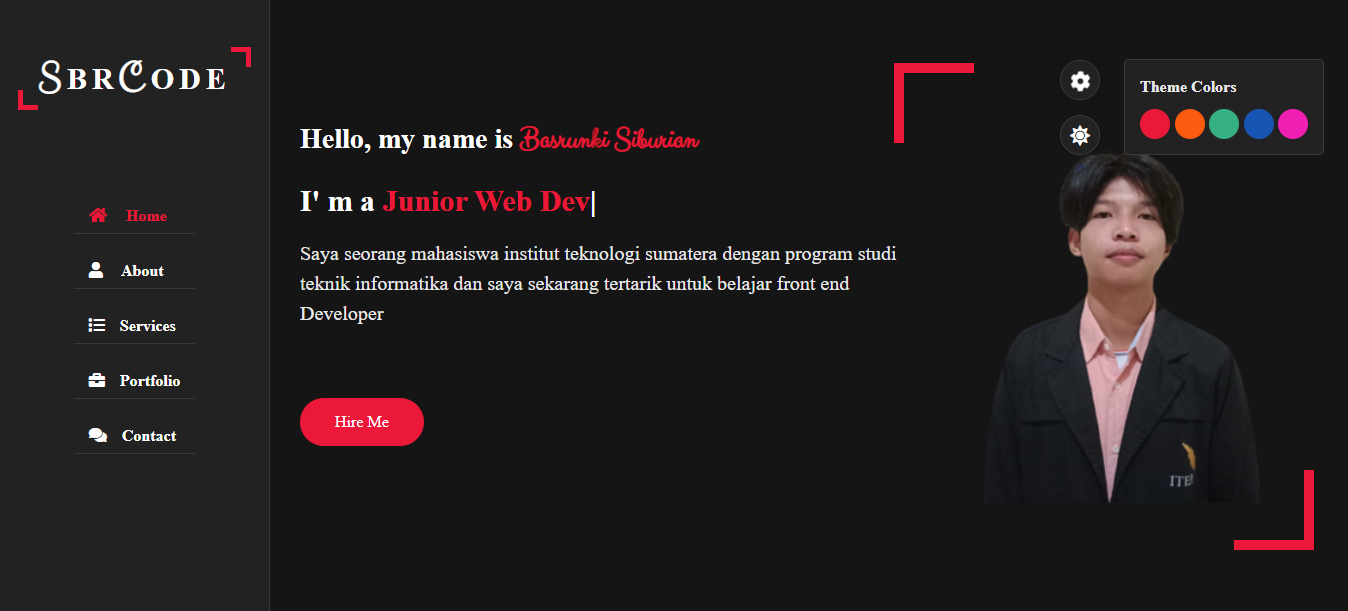 SBRCODE
Home
About
Services
Portfolio
Contact
Hello, my name is Basrunki Siburian
I' m a Junior Web Dev|
Saya seorang mahasiswa institut teknologi sumatera dengan program studi
teknik informatika dan saya sekarang tertarik untuk belajar front end
Developer
Hire Me
Theme Colors